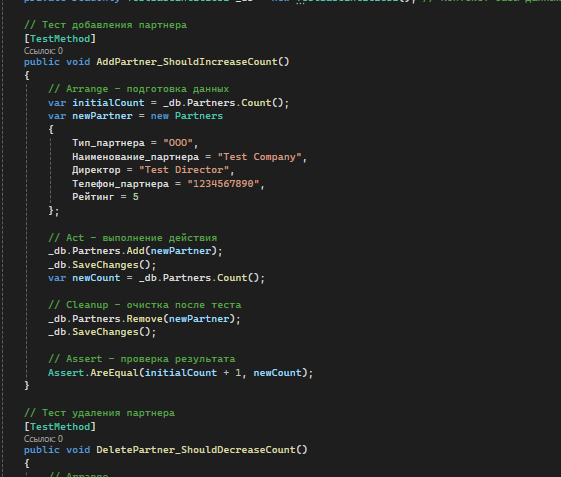 // Тест добавления партнера
[TestMethod]
Ссылок: 0
public void AddPartner_ShouldIncreaseCount()
{
// Arrange – подготовка данных
var initialCount = _db.Partners.Count();
var newPartner = new Partners
{
Тип_партнера = "ООО",
Наименование_партнера = "Test Company",
Директор = "Test Director",
Телефон_партнера = "1234567890",
Рейтинг = 5
};
// Act – выполнение действия
_db.Partners.Add(newPartner);
_db.SaveChanges();
var newCount = _db.Partners.Count();
// Cleanup – очистка после теста
_db.Partners.Remove(newPartner);
_db.SaveChanges();
// Assert – проверка результата
Assert.AreEqual(initialCount + 1, newCount);
}
// Тест удаления партнера
[TestMethod]
Ссылок: 0
public void DeletePartner_ShouldDecreaseCount()
{
// Arrange